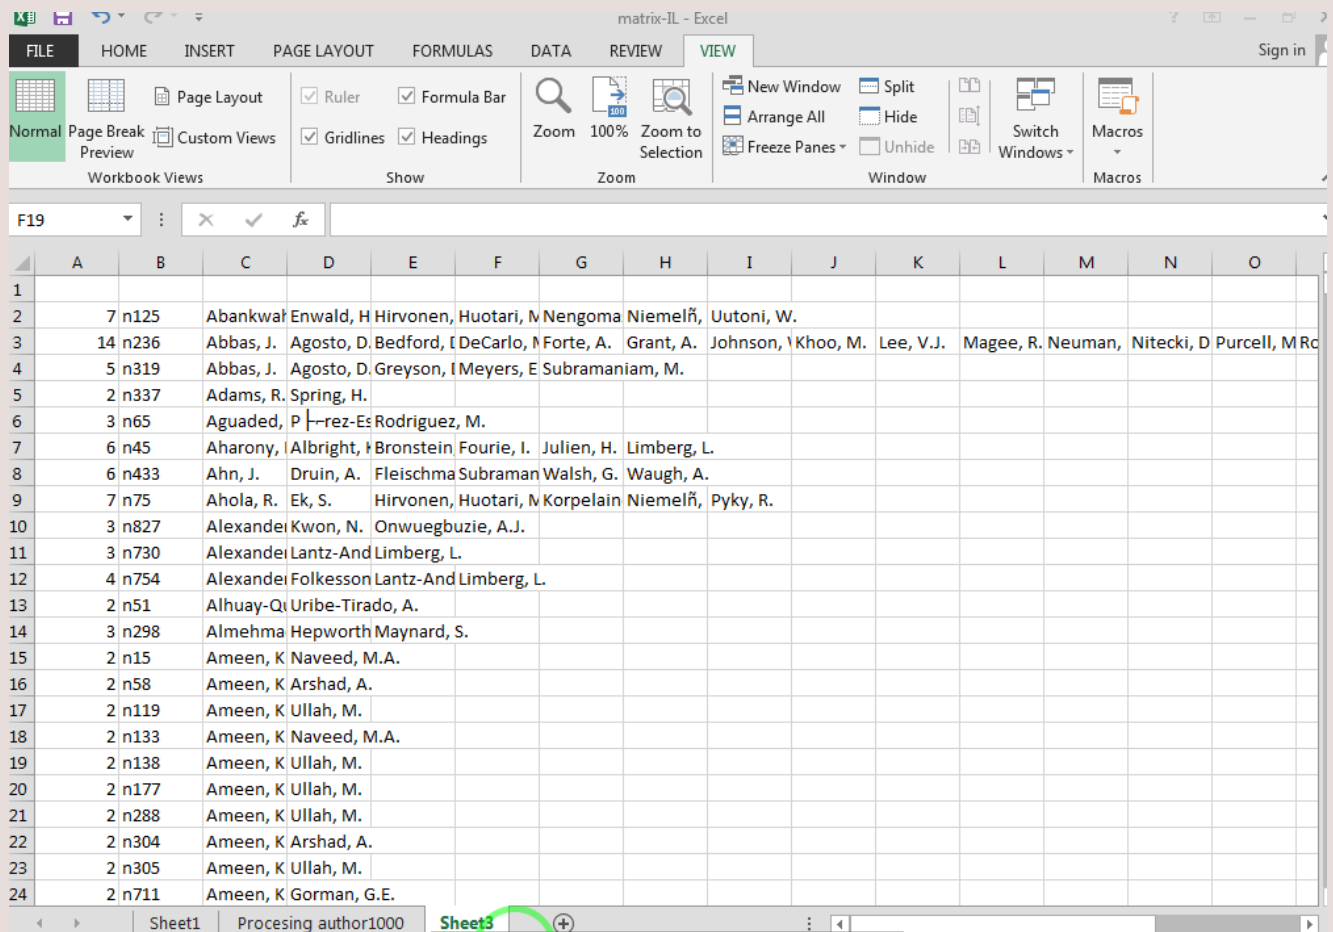 matrix-IL - Excel
FILE HOME INSERT PAGE LAYOUT FORMULAS DATA REVIEW VIEW Sign in
Normal Page Break Preview Page Layout Custom Views Ruler Formula Bar Gridlines Headings Zoom 100% Zoom to Selection New Window Arrange All Freeze Panes Split Hide Unhide Switch Windows Macros
Workbook Views Show Zoom Window Macros
F19 fx
A B C D E F G H I J K L M N O
1
2 7 n125 Abankwah Enwald, H Hirvonen, Huotari, M Nengoma Niemelñ, Uutoni, W.
3 14 n236 Abbas, J. Agosto, D. Bedford, D DeCarlo, M Forte, A. Grant, A. Johnson, V Khoo, M. Lee, V.J. Magee, R. Neuman, Nitecki, D Purcell, M Ro
4 5 n319 Abbas, J. Agosto, D. Greyson, D Meyers, E Subramaniam, M.
5 2 n337 Adams, R. Spring, H.
6 3 n65 Aguaded, P├⌐rez-Es Rodriguez, M.
7 6 n45 Aharony, Albright, K Bronstein, Fourie, I. Julien, H. Limberg, L.
8 6 n433 Ahn, J. Druin, A. Fleischma Subraman Walsh, G. Waugh, A.
9 7 n75 Ahola, R. Ek, S. Hirvonen, Huotari, M Korpelain Niemelñ, Pyky, R.
10 3 n827 Alexander Kwon, N. Onwuegbuzie, A.J.
11 3 n730 Alexander Lantz-And Limberg, L.
12 4 n754 Alexander Folkesson Lantz-And Limberg, L.
13 2 n51 Alhuay-Qu Uribe-Tirado, A.
14 3 n298 Almehma Hepworth Maynard, S.
15 2 n15 Ameen, K Naveed, M.A.
16 2 n58 Ameen, K Arshad, A.
17 2 n119 Ameen, K Ullah, M.
18 2 n133 Ameen, K Naveed, M.A.
19 2 n138 Ameen, K Ullah, M.
20 2 n177 Ameen, K Ullah, M.
21 2 n288 Ameen, K Ullah, M.
22 2 n304 Ameen, K Arshad, A.
23 2 n305 Ameen, K Ullah, M.
24 2 n711 Ameen, K Gorman, G.E.
Sheet1 Procesing author1000 Sheet3